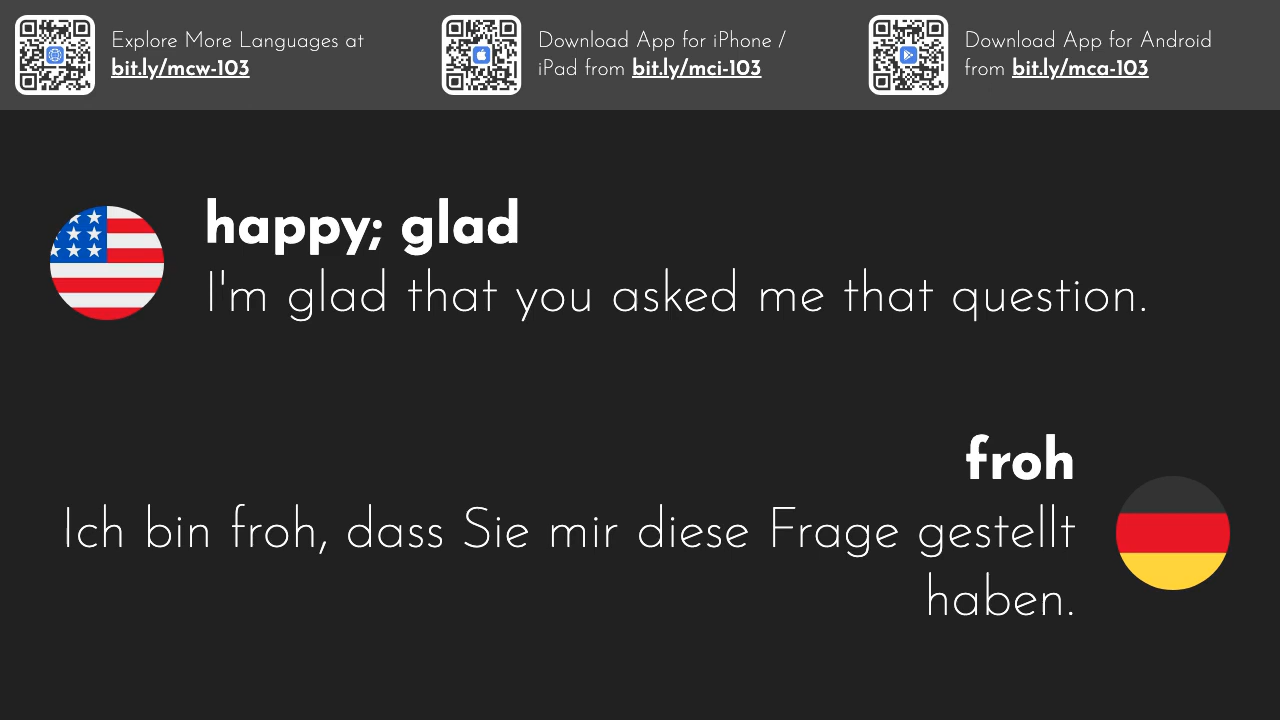 Explore More Languages at
bit.ly/mcw-103
Download App for iPhone /
iPad from bit.ly/mci-103
Download App for Android
from bit.ly/mca-103
happy; glad
I'm glad that you asked me that question.
froh
Ich bin froh, dass Sie mir diese Frage gestellt
haben.